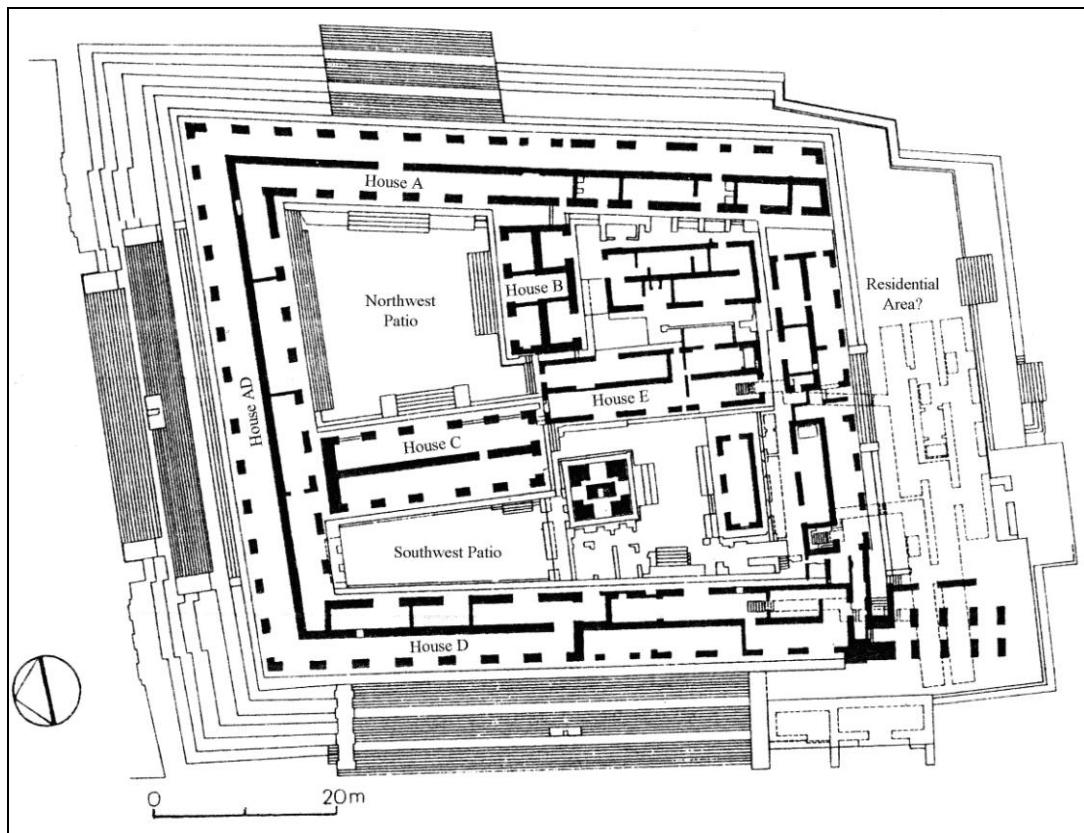 House A
House B
Northwest
Patio
Residential
Area?
House E
House AD
House C
Southwest Patio
House D
0 20m